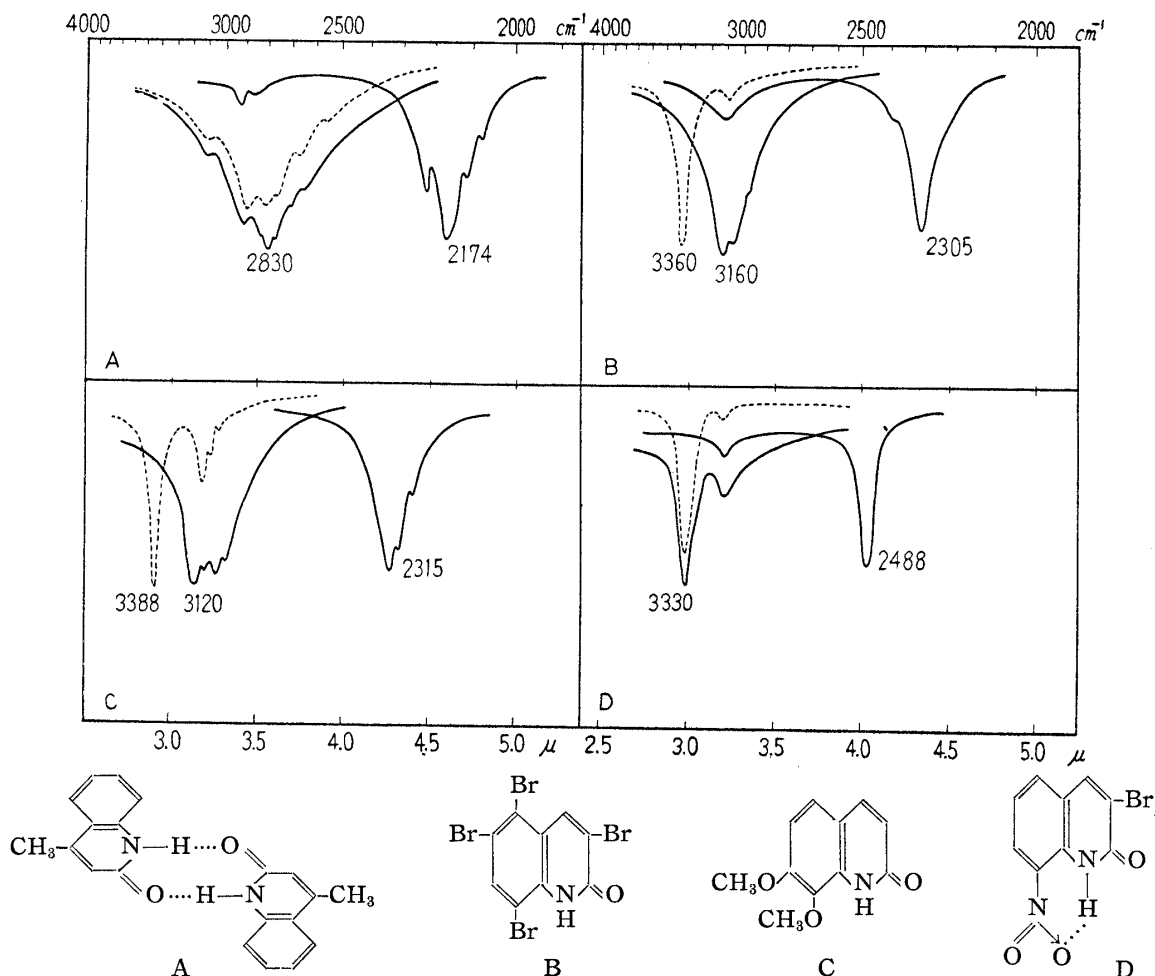 4000 3000 2500 2000 cm⁻¹ 3000 2500 2000 cm⁻¹
2830
2174
A
3360
3160
2305
B
3388
3120
2315
C
3330
2488
D
3.0 3.5 4.0 4.5 5.0 μ 2.5 3.0 3.5 4.0 4.5 5.0 μ
CH₃ N H O
O H N CH₃
A
Br
Br Br
N O
H
Br
B
CH₃O N O
CH₃O H
C
Br
N O
N H
O O
D